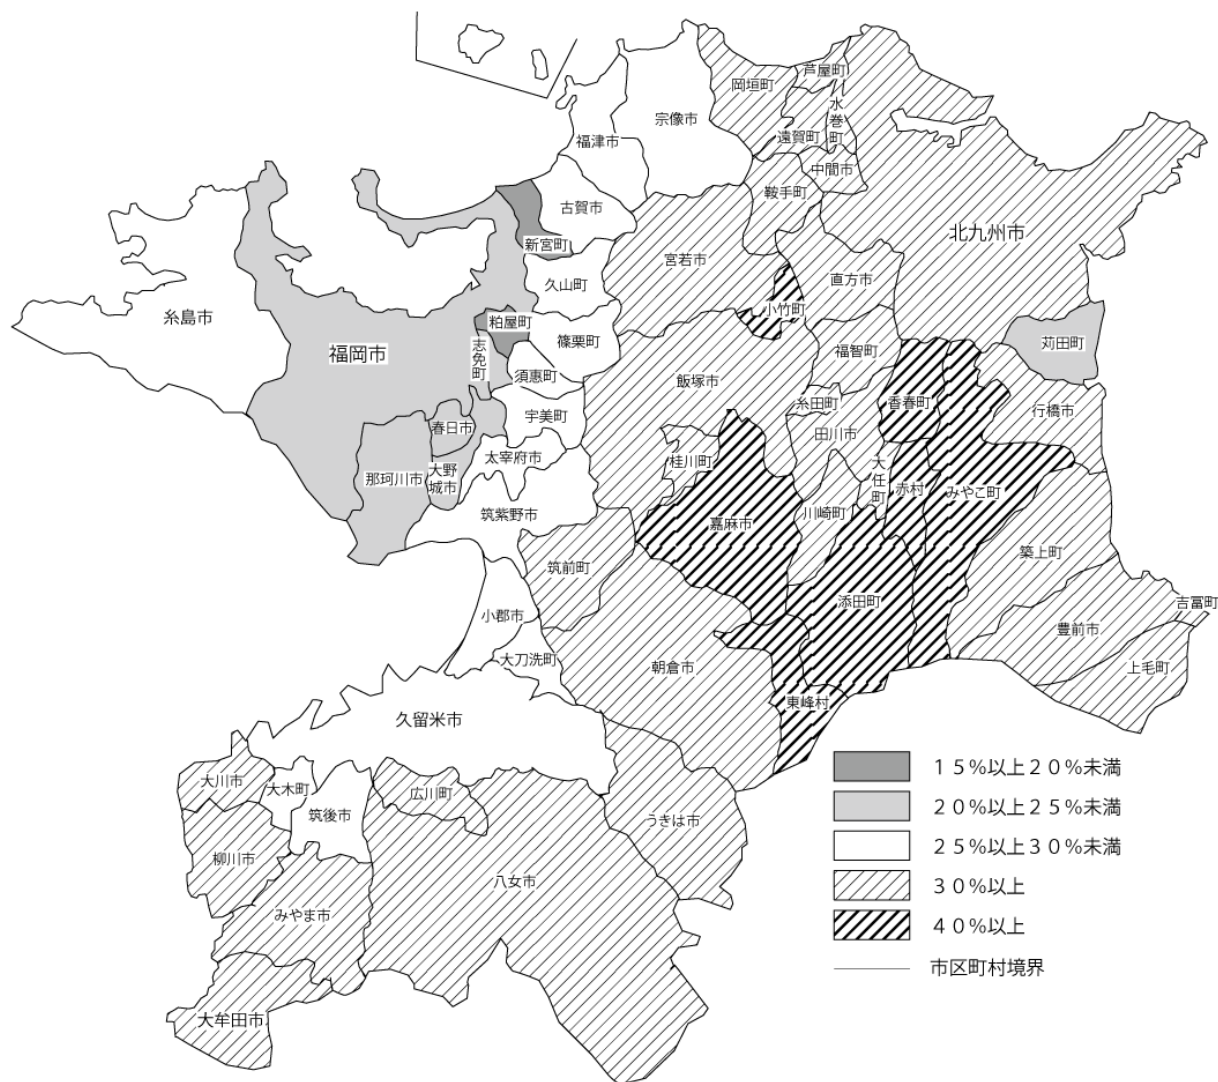 芦屋町
岡垣町
水巻町
宗像市
遠賀町
福津市
中間市
鞍手町
古賀市
北九州市
新宮町
宮若市
直方市
久山町
小竹町
糸島市
粕屋町
篠栗町
苅田町
福智町
福岡市
志免町
須惠町
飯塚市
糸田町
香春町
行橋市
宇美町
春日市
田川市
太宰府市
桂川町
大任町
那珂川市
大野
城市
赤村
みやこ町
筑紫野市
川崎町
嘉麻市
築上町
筑前町
添田町
吉冨町
小郡市
豊前市
大刀洗町
朝倉市
上毛町
東峰村
久留米市
大川市
大木町
広川町
筑後市
うきは市
柳川市
八女市
みやま市
大牟田市
15%以上20%未満
20%以上25%未満
25%以上30%未満
30%以上
40%以上
市区町村境界